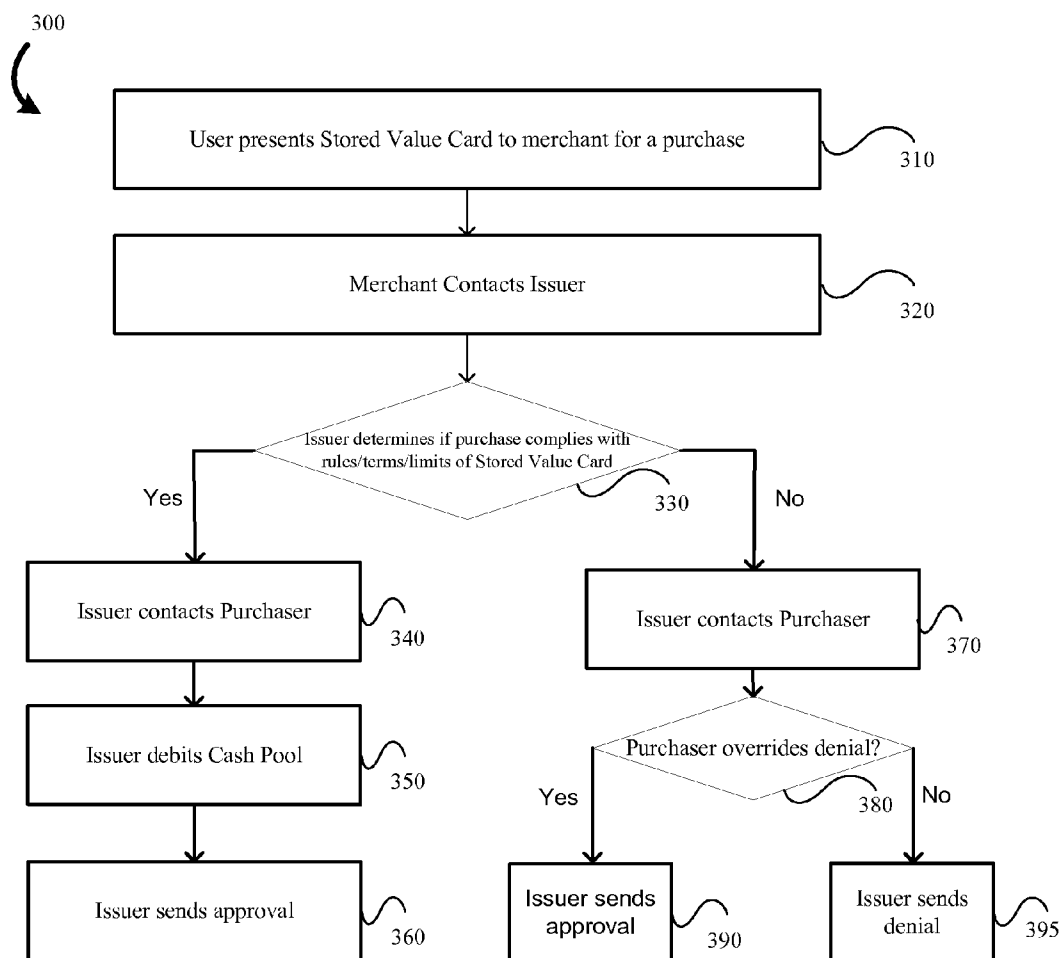 300
User presents Stored Value Card to merchant for a purchase
310
Merchant Contacts Issuer
320
Issuer determines if purchase complies with
rules/terms/limits of Stored Value Card
330
Yes
No
Issuer contacts Purchaser
340
Issuer contacts Purchaser
370
Issuer debits Cash Pool
350
Purchaser overrides denial?
380
Yes
No
Issuer sends approval
360
Issuer sends
approval
390
Issuer sends
denial
395